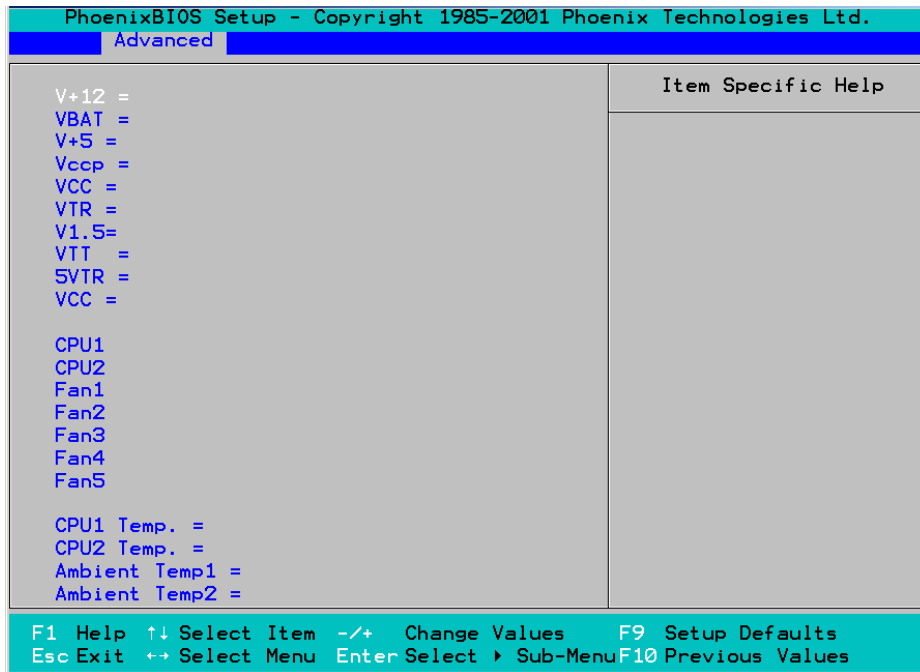 PhoenixBIOS Setup - Copyright 1985-2001 Phoenix Technologies Ltd.
Advanced
V+12 =
VBAT =
V+5 =
Vccp =
VCC =
VTR =
V1.5=
VTT =
5VTR =
VCC =
CPU1
CPU2
Fan1
Fan2
Fan3
Fan4
Fan5
CPU1 Temp. =
CPU2 Temp. =
Ambient Temp1 =
Ambient Temp2 =
Item Specific Help
F1 Help ↑↓ Select Item -/+ Change Values F9 Setup Defaults
Esc Exit ←→ Select Menu Enter Select ▸ Sub-Menu F10 Previous Values